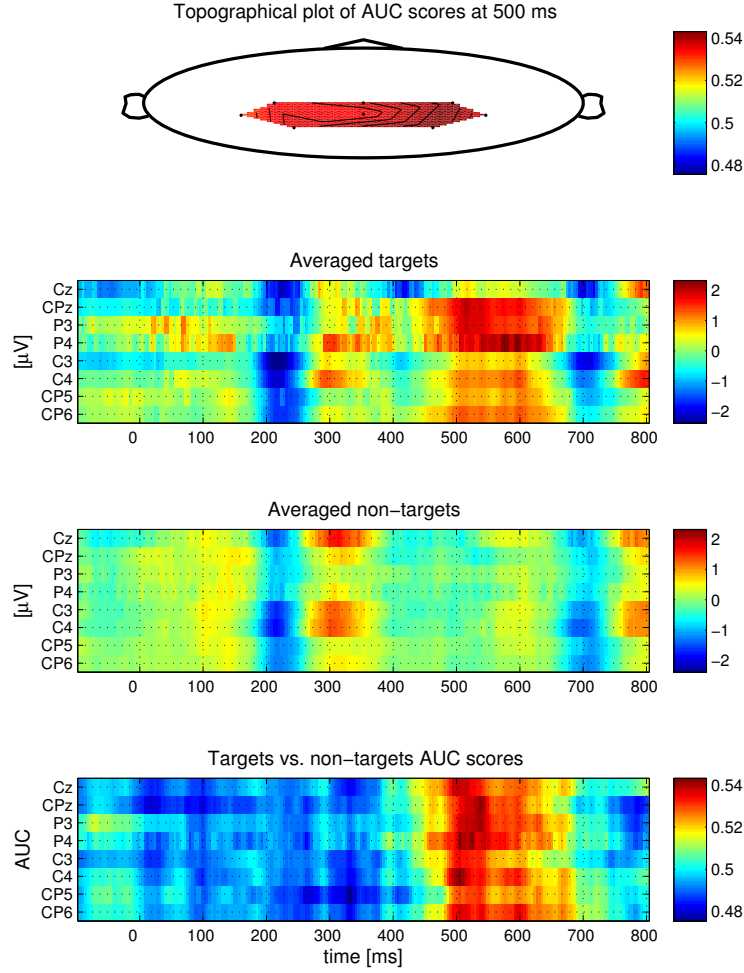 Topographical plot of AUC scores at 500 ms
0.54
0.52
0.5
0.48
Averaged targets
[µV]
Cz
CPz
P3
P4
C3
C4
CP5
CP6
0 100 200 300 400 500 600 700 800
2
1
0
−1
−2
Averaged non−targets
[µV]
Cz
CPz
P3
P4
C3
C4
CP5
CP6
0 100 200 300 400 500 600 700 800
2
1
0
−1
−2
Targets vs. non−targets AUC scores
AUC
Cz
CPz
P3
P4
C3
C4
CP5
CP6
0 100 200 300 400 500 600 700 800
time [ms]
0.54
0.52
0.5
0.48